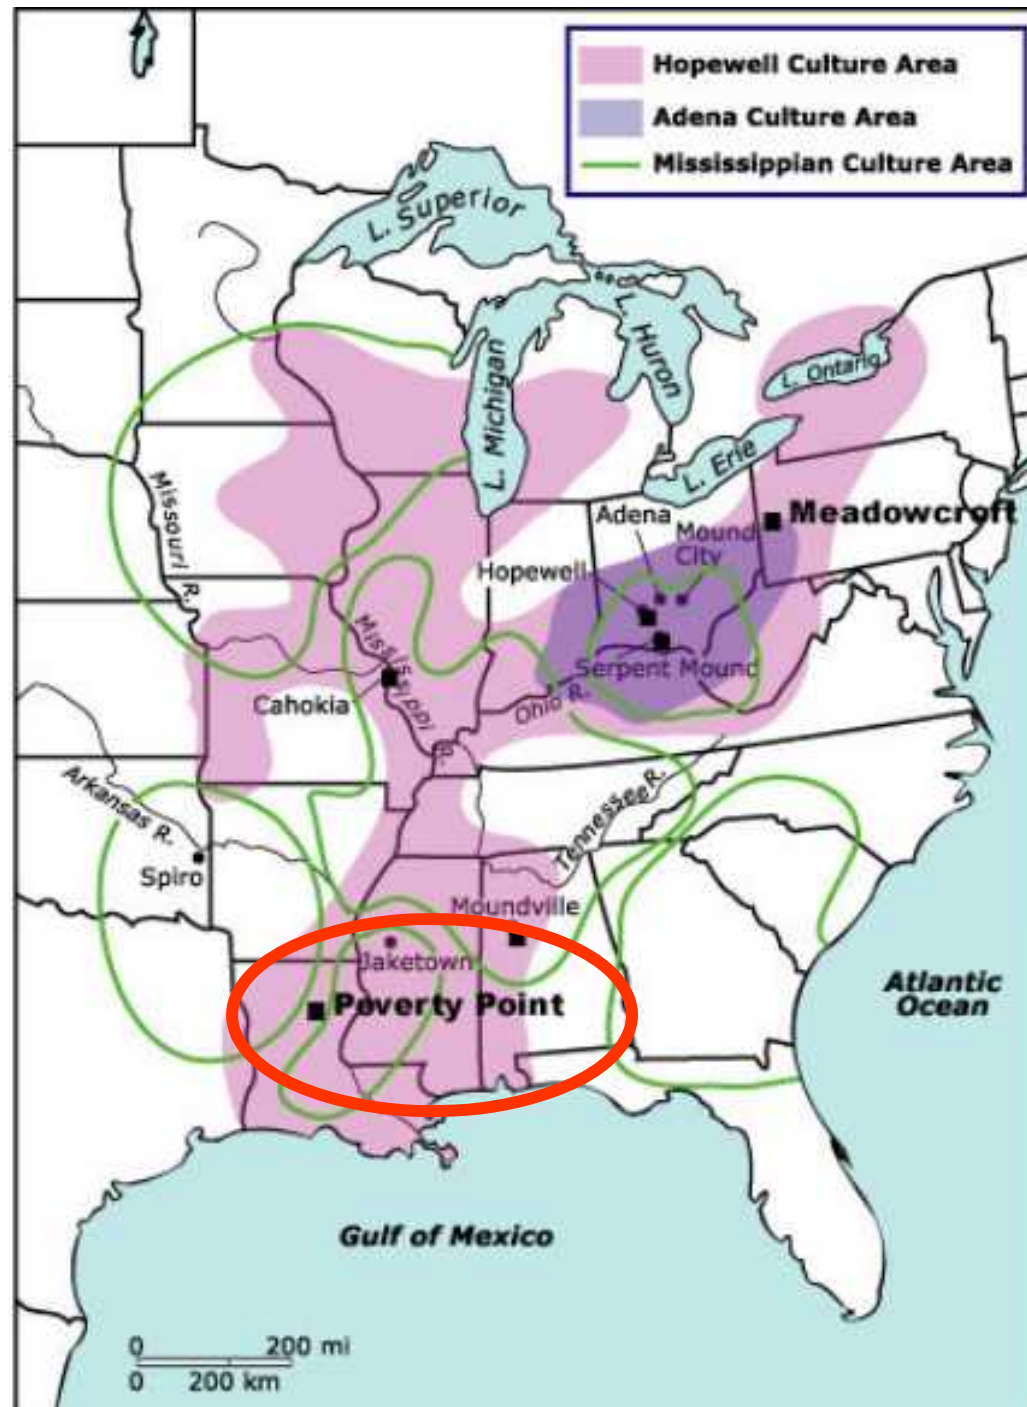 Hopewell Culture Area
Adena Culture Area
Mississippian Culture Area
L. Superior
L. Huron
L. Michigan
L. Ontario
L. Erie
Missouri R.
Adena
Mound
City
Meadowcroft
Hopewell
Serpent Mound
Mississippi R.
Cahokia
Ohio R.
Arkansas R.
Tennessee R.
Spiro
Moundville
Jaketown
Poverty Point
Atlantic
Ocean
Gulf of Mexico
0 200 mi
0 200 km